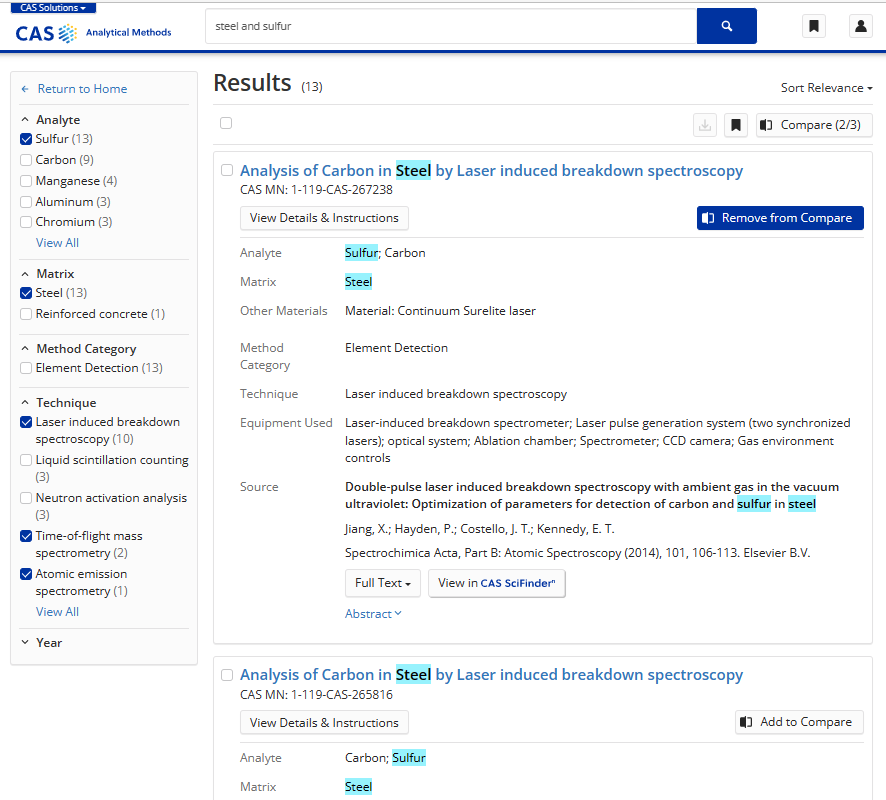 CAS Solutions
CAS Analytical Methods
steel and sulfur
Return to Home
Analyte
Sulfur (13)
Carbon (9)
Manganese (4)
Aluminum (3)
Chromium (3)
View All
Matrix
Steel (13)
Reinforced concrete (1)
Method Category
Element Detection (13)
Technique
Laser induced breakdown
spectroscopy (10)
Liquid scintillation counting
(3)
Neutron activation analysis
(3)
Time-of-flight mass
spectrometry (2)
Atomic emission
spectrometry (1)
View All
Year
Results (13)
Sort Relevance
Compare (2/3)
Analysis of Carbon in Steel by Laser induced breakdown spectroscopy
CAS MN: 1-119-CAS-267238
View Details & Instructions
Remove from Compare
Analyte Sulfur; Carbon
Matrix Steel
Other Materials Material: Continuum Surelite laser
Method Element Detection
Category
Technique Laser induced breakdown spectroscopy
Equipment Used Laser-induced breakdown spectrometer; Laser pulse generation system (two synchronized
lasers); optical system; Ablation chamber; Spectrometer; CCD camera; Gas environment
controls
Source Double-pulse laser induced breakdown spectroscopy with ambient gas in the vacuum
ultraviolet: Optimization of parameters for detection of carbon and sulfur in steel
Jiang, X.; Hayden, P.; Costello, J. T.; Kennedy, E. T.
Spectrochimica Acta, Part B: Atomic Spectroscopy (2014), 101, 106-113. Elsevier B.V.
Full Text View in CAS SciFinderⁿ
Abstract
Analysis of Carbon in Steel by Laser induced breakdown spectroscopy
CAS MN: 1-119-CAS-265816
View Details & Instructions
Add to Compare
Analyte Carbon; Sulfur
Matrix Steel